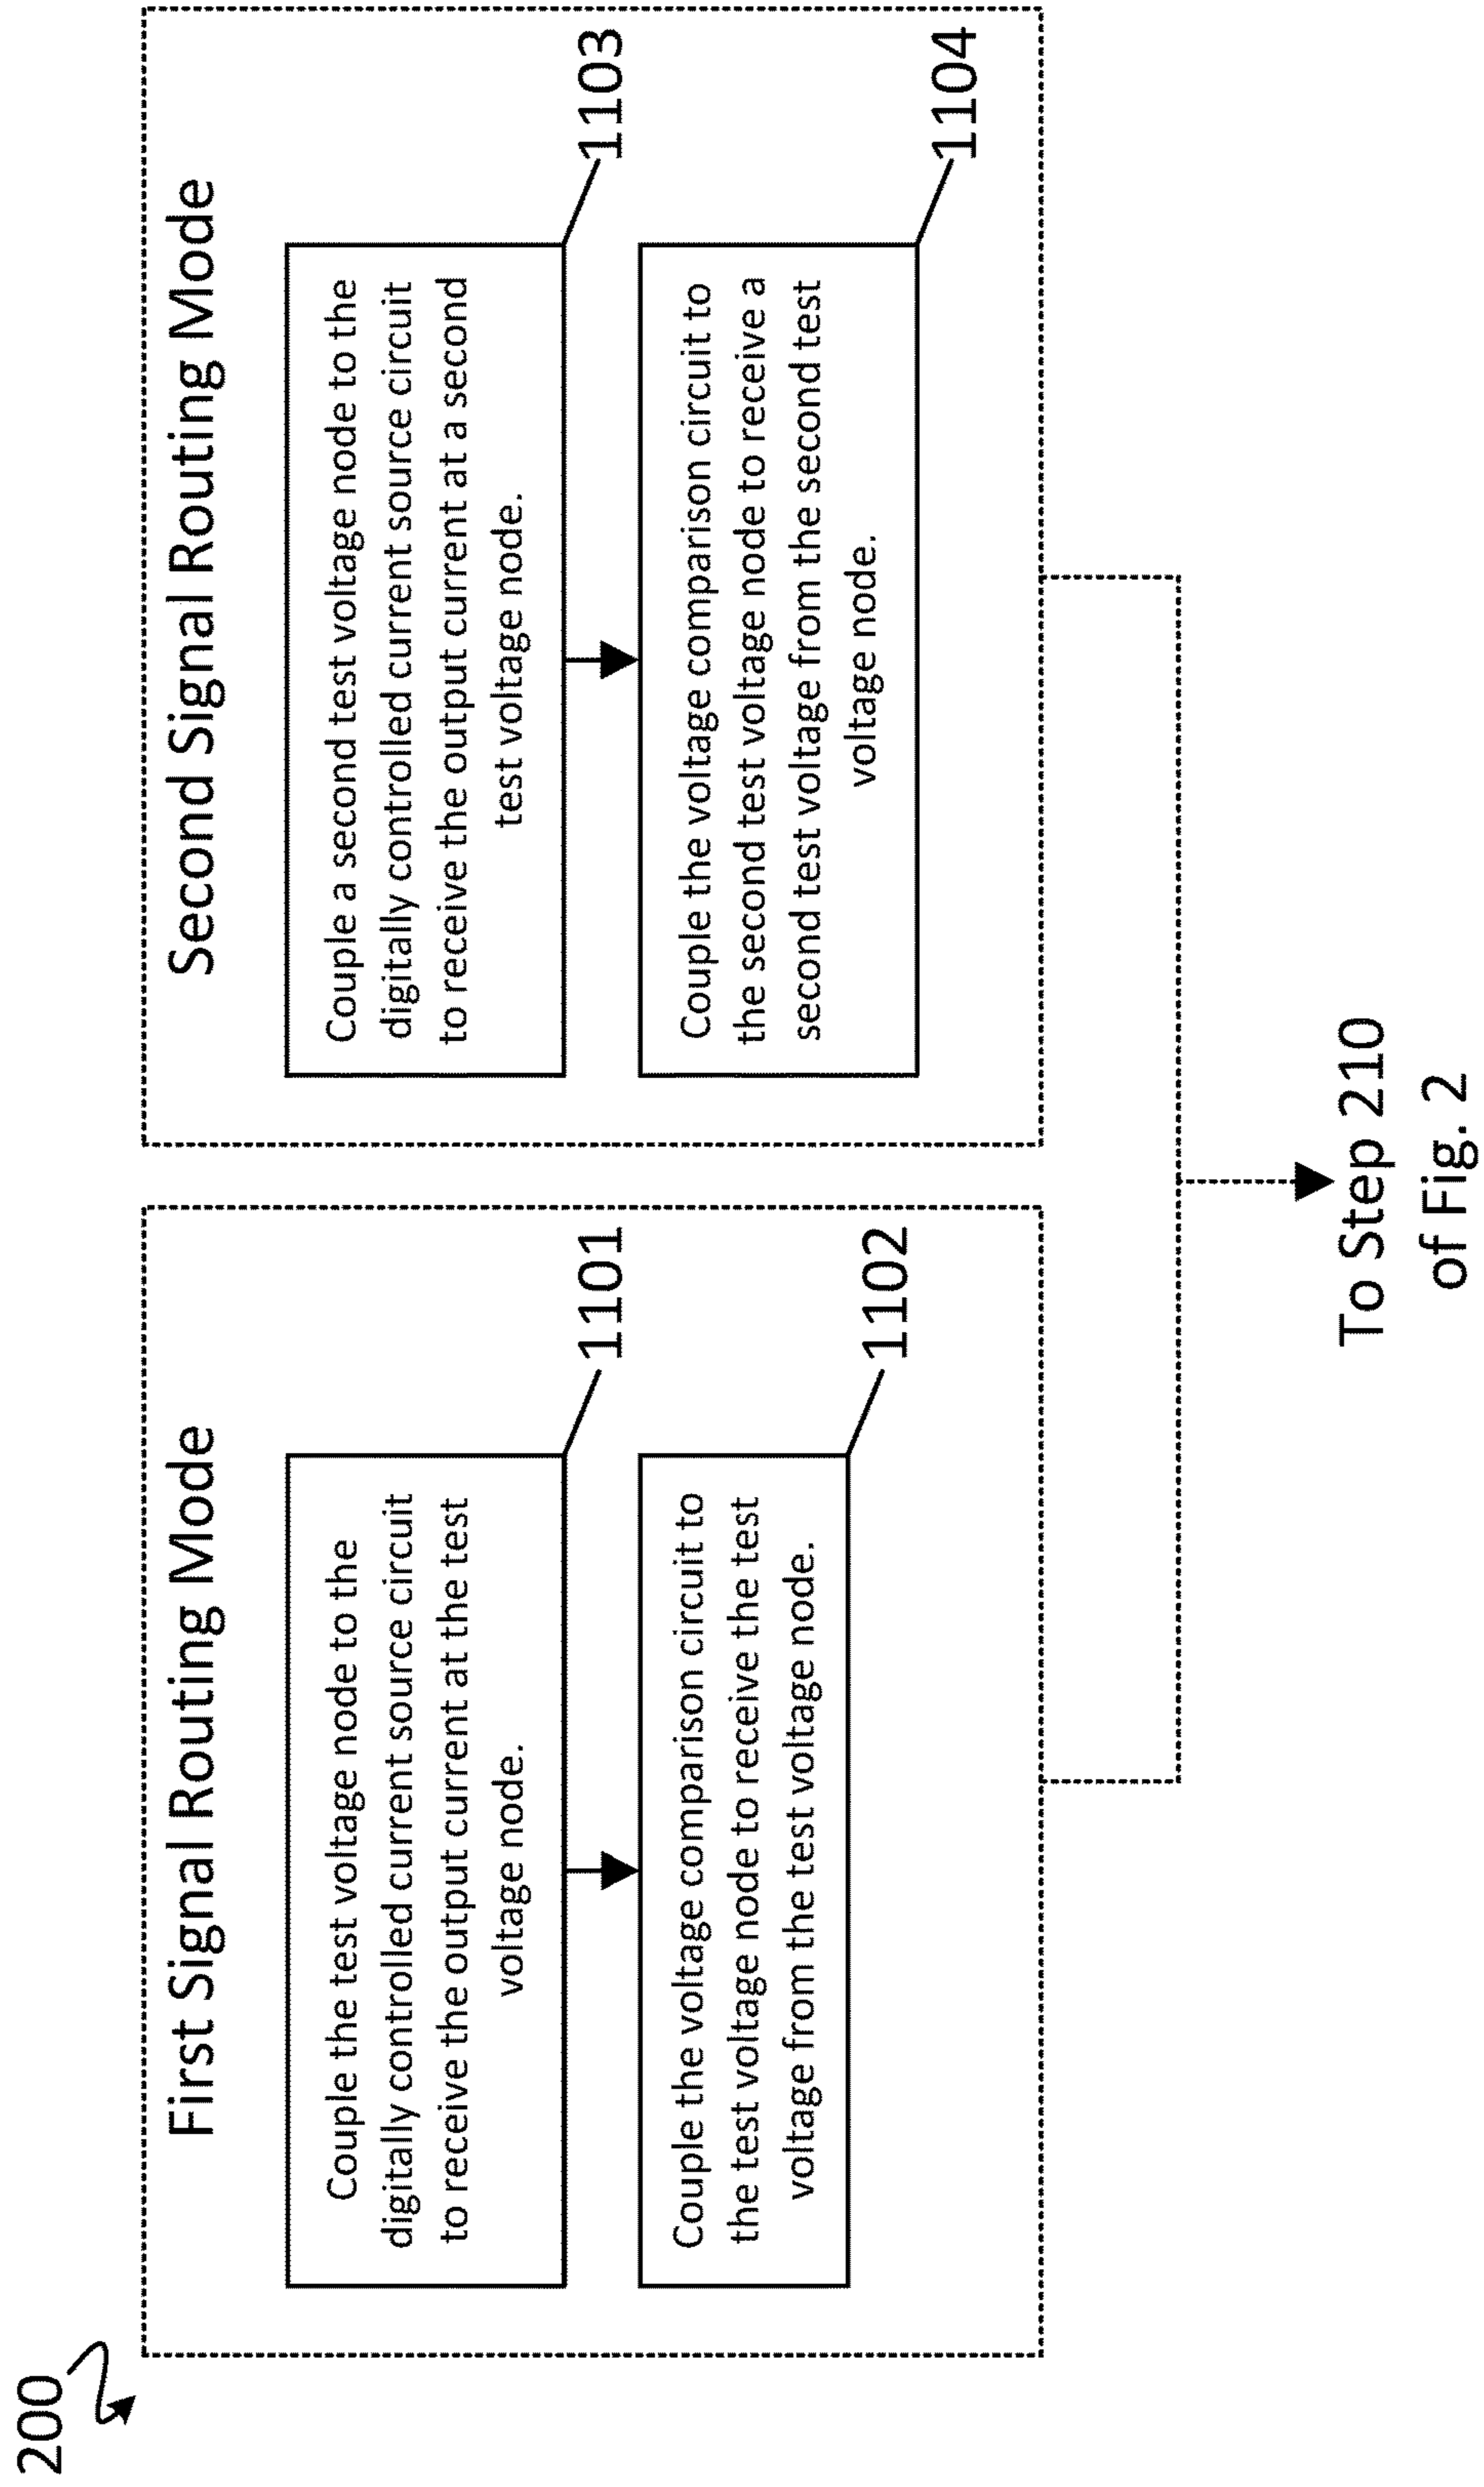 200
First Signal Routing Mode
Couple the test voltage node to the
digitally controlled current source circuit
to receive the output current at the test
voltage node.
1101
Couple the voltage comparison circuit to
the test voltage node to receive the test
voltage from the test voltage node.
1102
Second Signal Routing Mode
Couple a second test voltage node to the
digitally controlled current source circuit
to receive the output current at a second
test voltage node.
1103
Couple the voltage comparison circuit to
the second test voltage node to receive a
second test voltage from the second test
voltage node.
1104
To Step 210
of Fig. 2